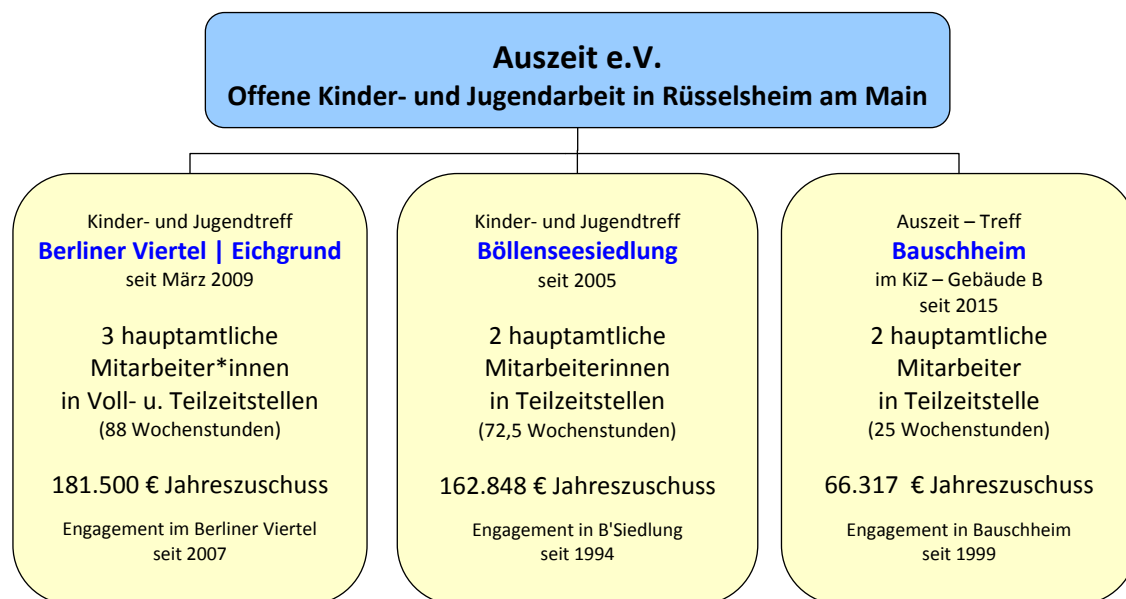 Auszeit e.V.
Offene Kinder- und Jugendarbeit in Rüsselsheim am Main
Kinder- und Jugendtreff
Berliner Viertel | Eichgrund
seit März 2009
3 hauptamtliche
Mitarbeiter*innen
in Voll- u. Teilzeitstellen
(88 Wochenstunden)
181.500 € Jahreszuschuss
Engagement im Berliner Viertel
seit 2007
Kinder- und Jugendtreff
Böllenseesiedlung
seit 2005
2 hauptamtliche
Mitarbeiterinnen
in Teilzeitstellen
(72,5 Wochenstunden)
162.848 € Jahreszuschuss
Engagement in B'Siedlung
seit 1994
Auszeit – Treff
Bauschheim
im KiZ – Gebäude B
seit 2015
2 hauptamtliche
Mitarbeiter
in Teilzeitstelle
(25 Wochenstunden)
66.317 € Jahreszuschuss
Engagement in Bauschheim
seit 1999